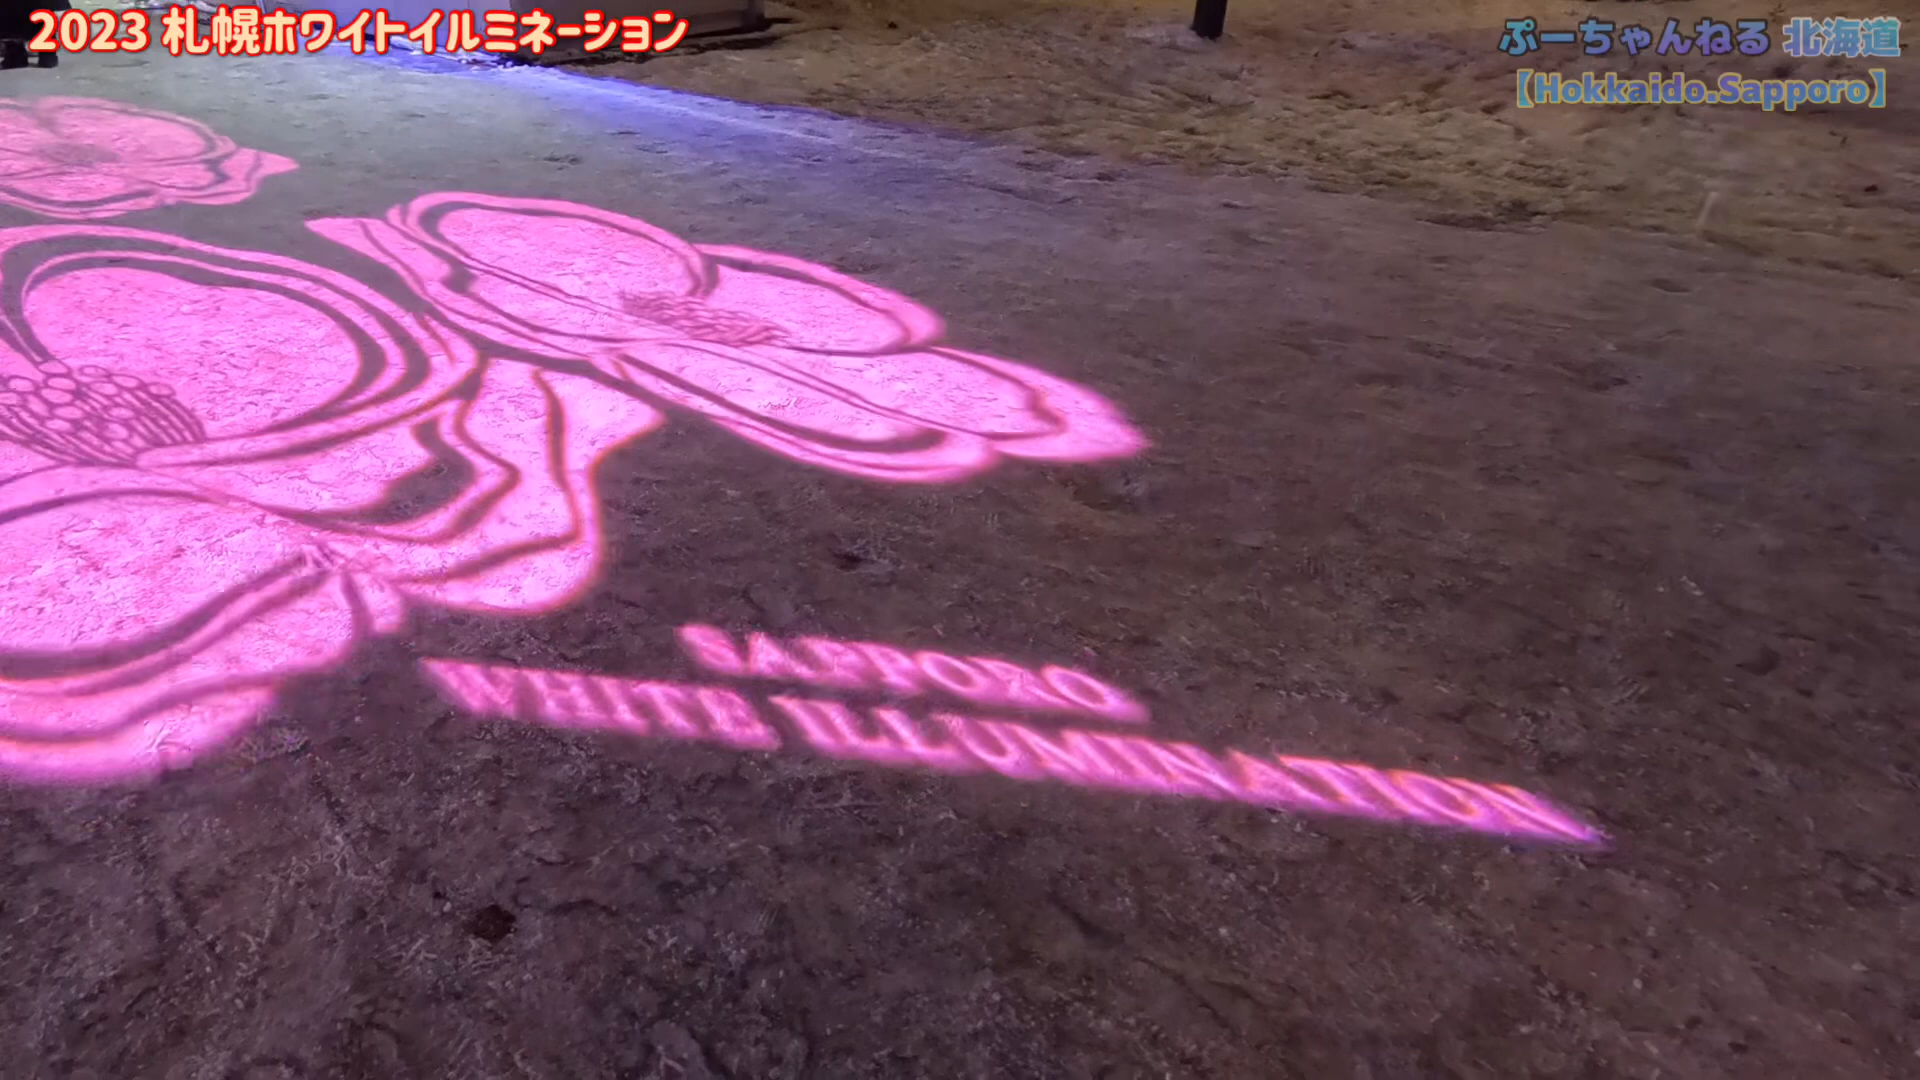 2023 札幌ホワイトイルミネーション
ぷーちゃんねる 北海道
【Hokkaido.Sapporo】
SAPPORO
WHITE ILLUMINATION